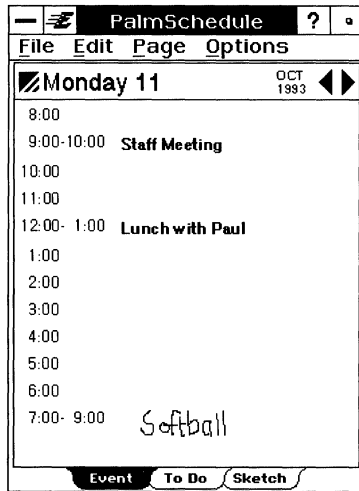 PalmSchedule ?
File Edit Page Options
Monday 11 OCT 1993
8:00
9:00-10:00 Staff Meeting
10:00
11:00
12:00- 1:00 Lunch with Paul
1:00
2:00
3:00
4:00
5:00
6:00
7:00- 9:00 Softball
Event To Do Sketch